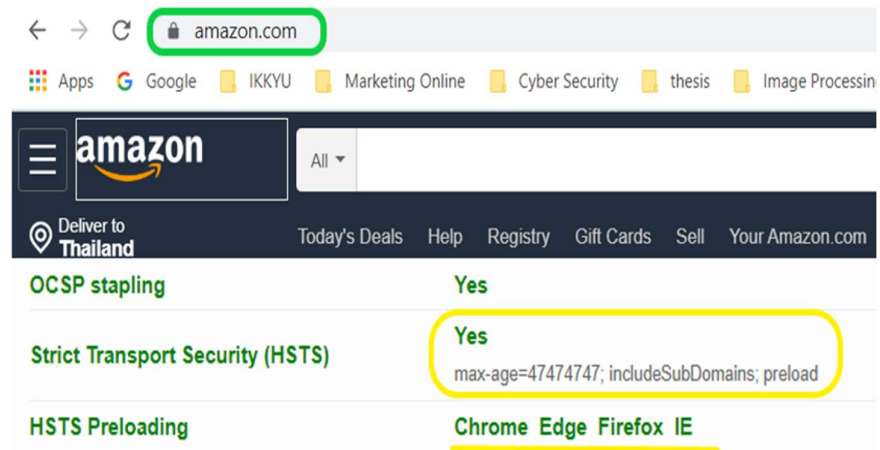 amazon.com
Apps Google IKKYU Marketing Online Cyber Security thesis Image Processin
amazon All
Deliver to
Thailand Today's Deals Help Registry Gift Cards Sell Your Amazon.com
OCSP stapling Yes
Strict Transport Security (HSTS) Yes
max-age=47474747; includeSubDomains; preload
HSTS Preloading Chrome Edge Firefox IE